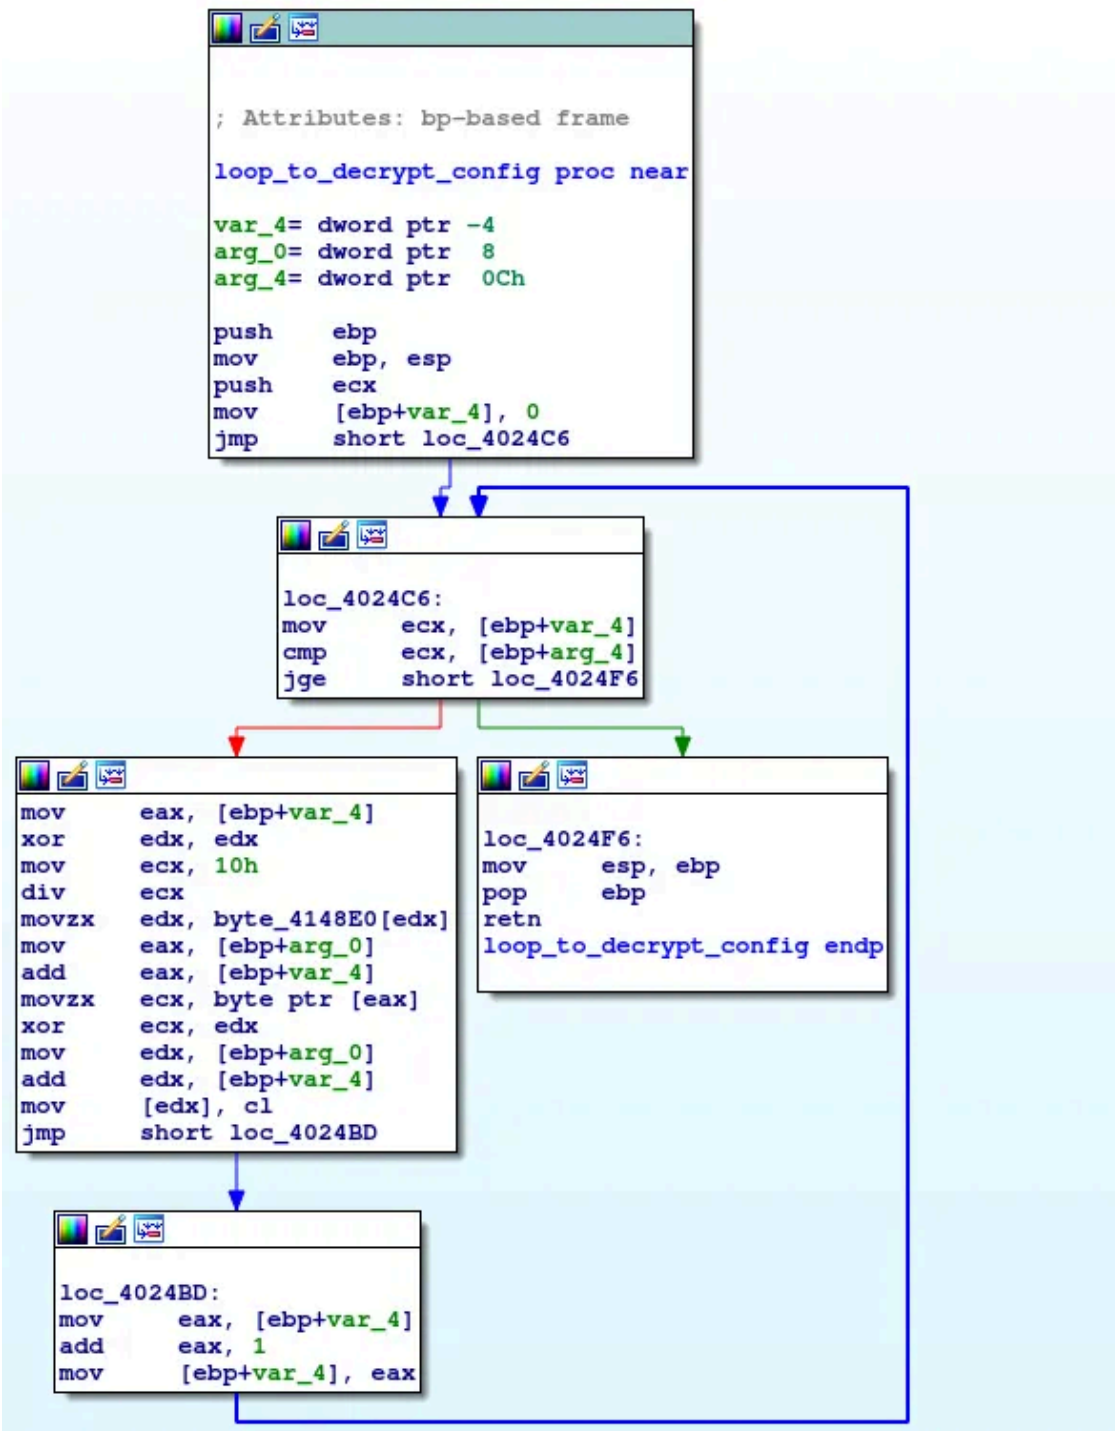 ; Attributes: bp-based frame
loop_to_decrypt_config proc near
var_4= dword ptr -4
arg_0= dword ptr  8
arg_4= dword ptr  0Ch
push    ebp
mov     ebp, esp
push    ecx
mov     [ebp+var_4], 0
jmp     short loc_4024C6
loc_4024C6:
mov     ecx, [ebp+var_4]
cmp     ecx, [ebp+arg_4]
jge     short loc_4024F6
mov     eax, [ebp+var_4]
xor     edx, edx
mov     ecx, 10h
div     ecx
movzx   edx, byte_4148E0[edx]
mov     eax, [ebp+arg_0]
add     eax, [ebp+var_4]
movzx   ecx, byte ptr [eax]
xor     ecx, edx
mov     edx, [ebp+arg_0]
add     edx, [ebp+var_4]
mov     [edx], cl
jmp     short loc_4024BD
loc_4024F6:
mov     esp, ebp
pop     ebp
retn
loop_to_decrypt_config endp
loc_4024BD:
mov     eax, [ebp+var_4]
add     eax, 1
mov     [ebp+var_4], eax